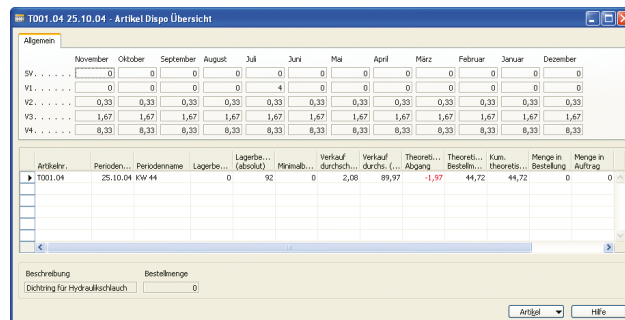 T001.04 25.10.04 - Artikel Dispo Übersicht
Allgemein
November Oktober September August Juli Juni Mai April März Februar Januar Dezember
SV. . . . . . 0 0 0 0 0 0 0 0 0 0 0 0
V1. . . . . . 0 0 0 0 4 0 0 0 0 0 0 0
V2. . . . . . 0,33 0,33 0,33 0,33 0,33 0,33 0,33 0,33 0,33 0,33 0,33 0,33
V3. . . . . . 1,67 1,67 1,67 1,67 1,67 1,67 1,67 1,67 1,67 1,67 1,67 1,67
V4. . . . . . 8,33 8,33 8,33 8,33 8,33 8,33 8,33 8,33 8,33 8,33 8,33 8,33
Artikelnr. Perioden... Periodenname Lagerbe... Lagerbe... (absolut) Minimalb... Verkauf durchsch... Verkauf durchs. (... Theoreti... Abgang Theoreti... Bestellm... Kum. theoretis... Menge in Bestellung Menge in Auftrag
T001.04 25.10.04 KW 44 0 92 0 2,08 89,97 -1,97 44,72 44,72 0 0
Beschreibung Bestellmenge
Dichtring für Hydraulikschlauch 0
Artikel Hilfe